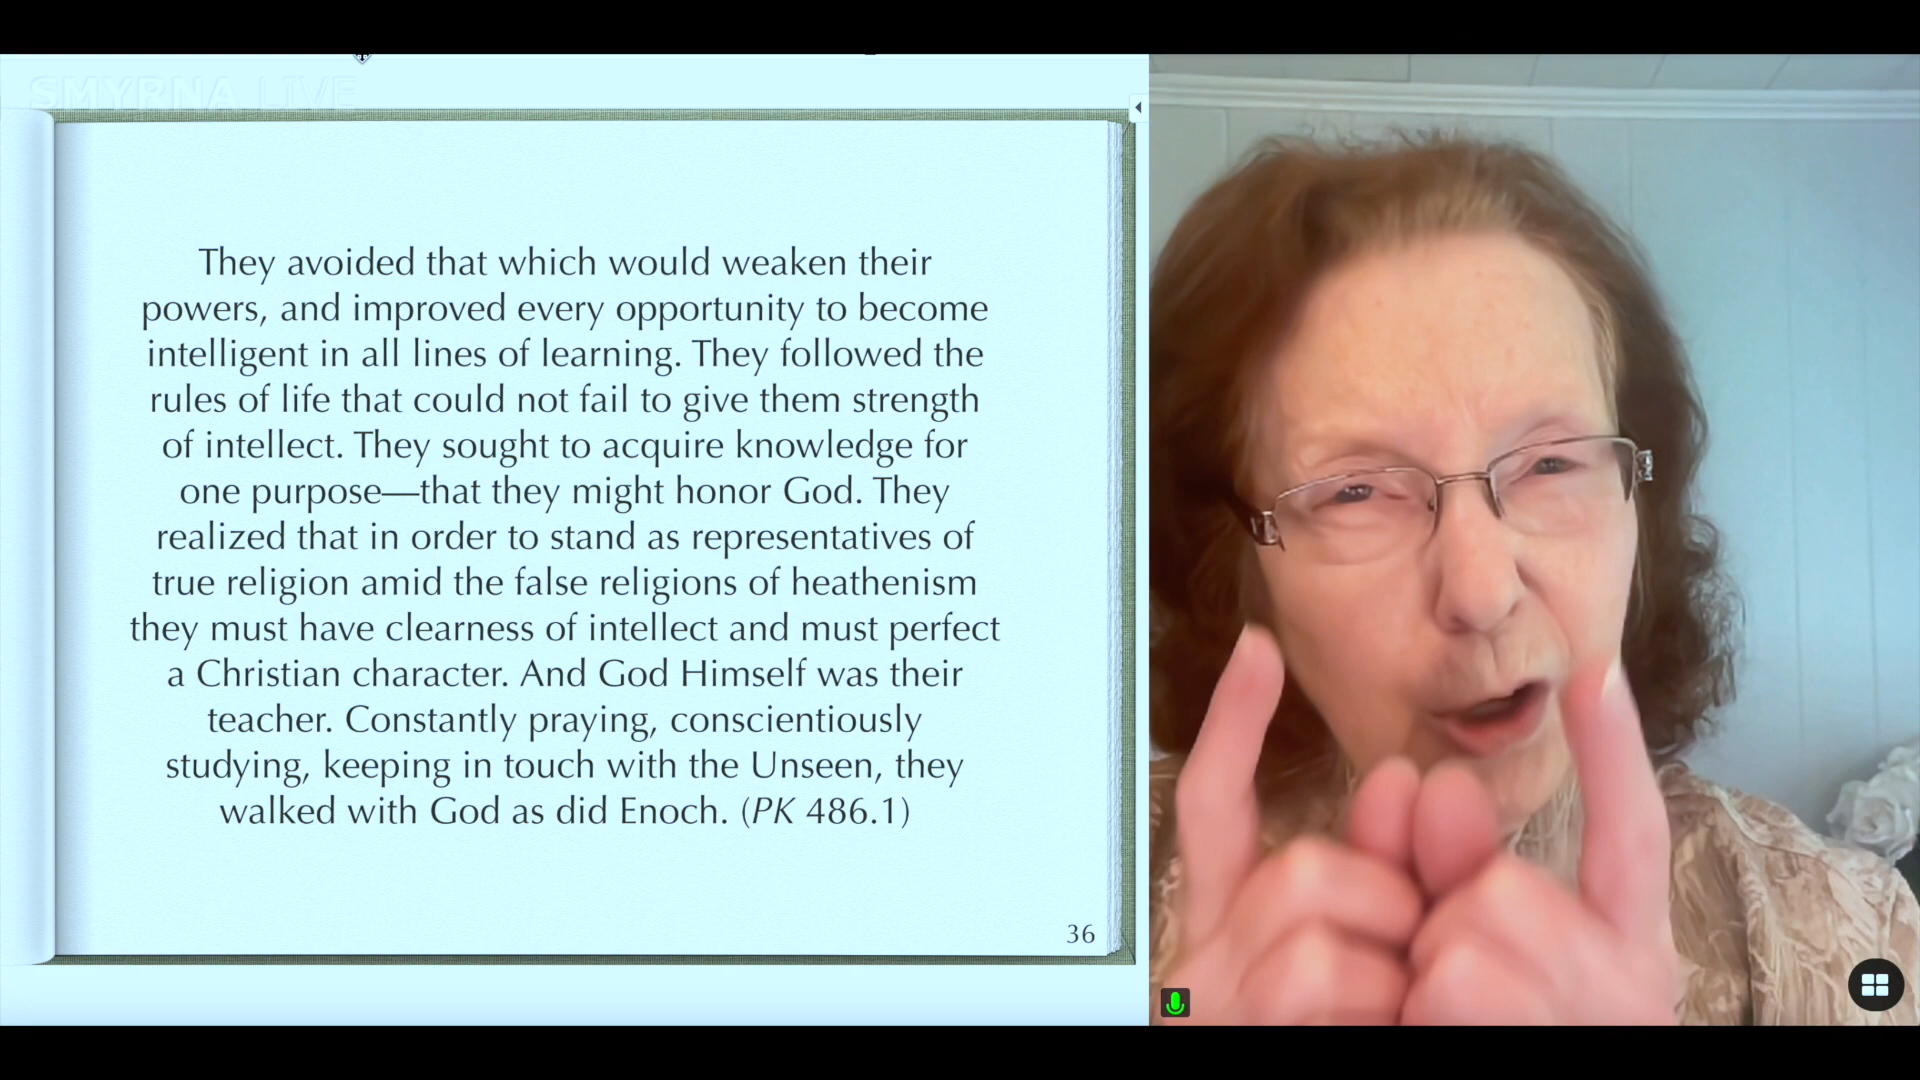 SMYRNA LIVE
They avoided that which would weaken their
powers, and improved every opportunity to become
intelligent in all lines of learning. They followed the
rules of life that could not fail to give them strength
of intellect. They sought to acquire knowledge for
one purpose—that they might honor God. They
realized that in order to stand as representatives of
true religion amid the false religions of heathenism
they must have clearness of intellect and must perfect
a Christian character. And God Himself was their
teacher. Constantly praying, conscientiously
studying, keeping in touch with the Unseen, they
walked with God as did Enoch. (PK 486.1)
36